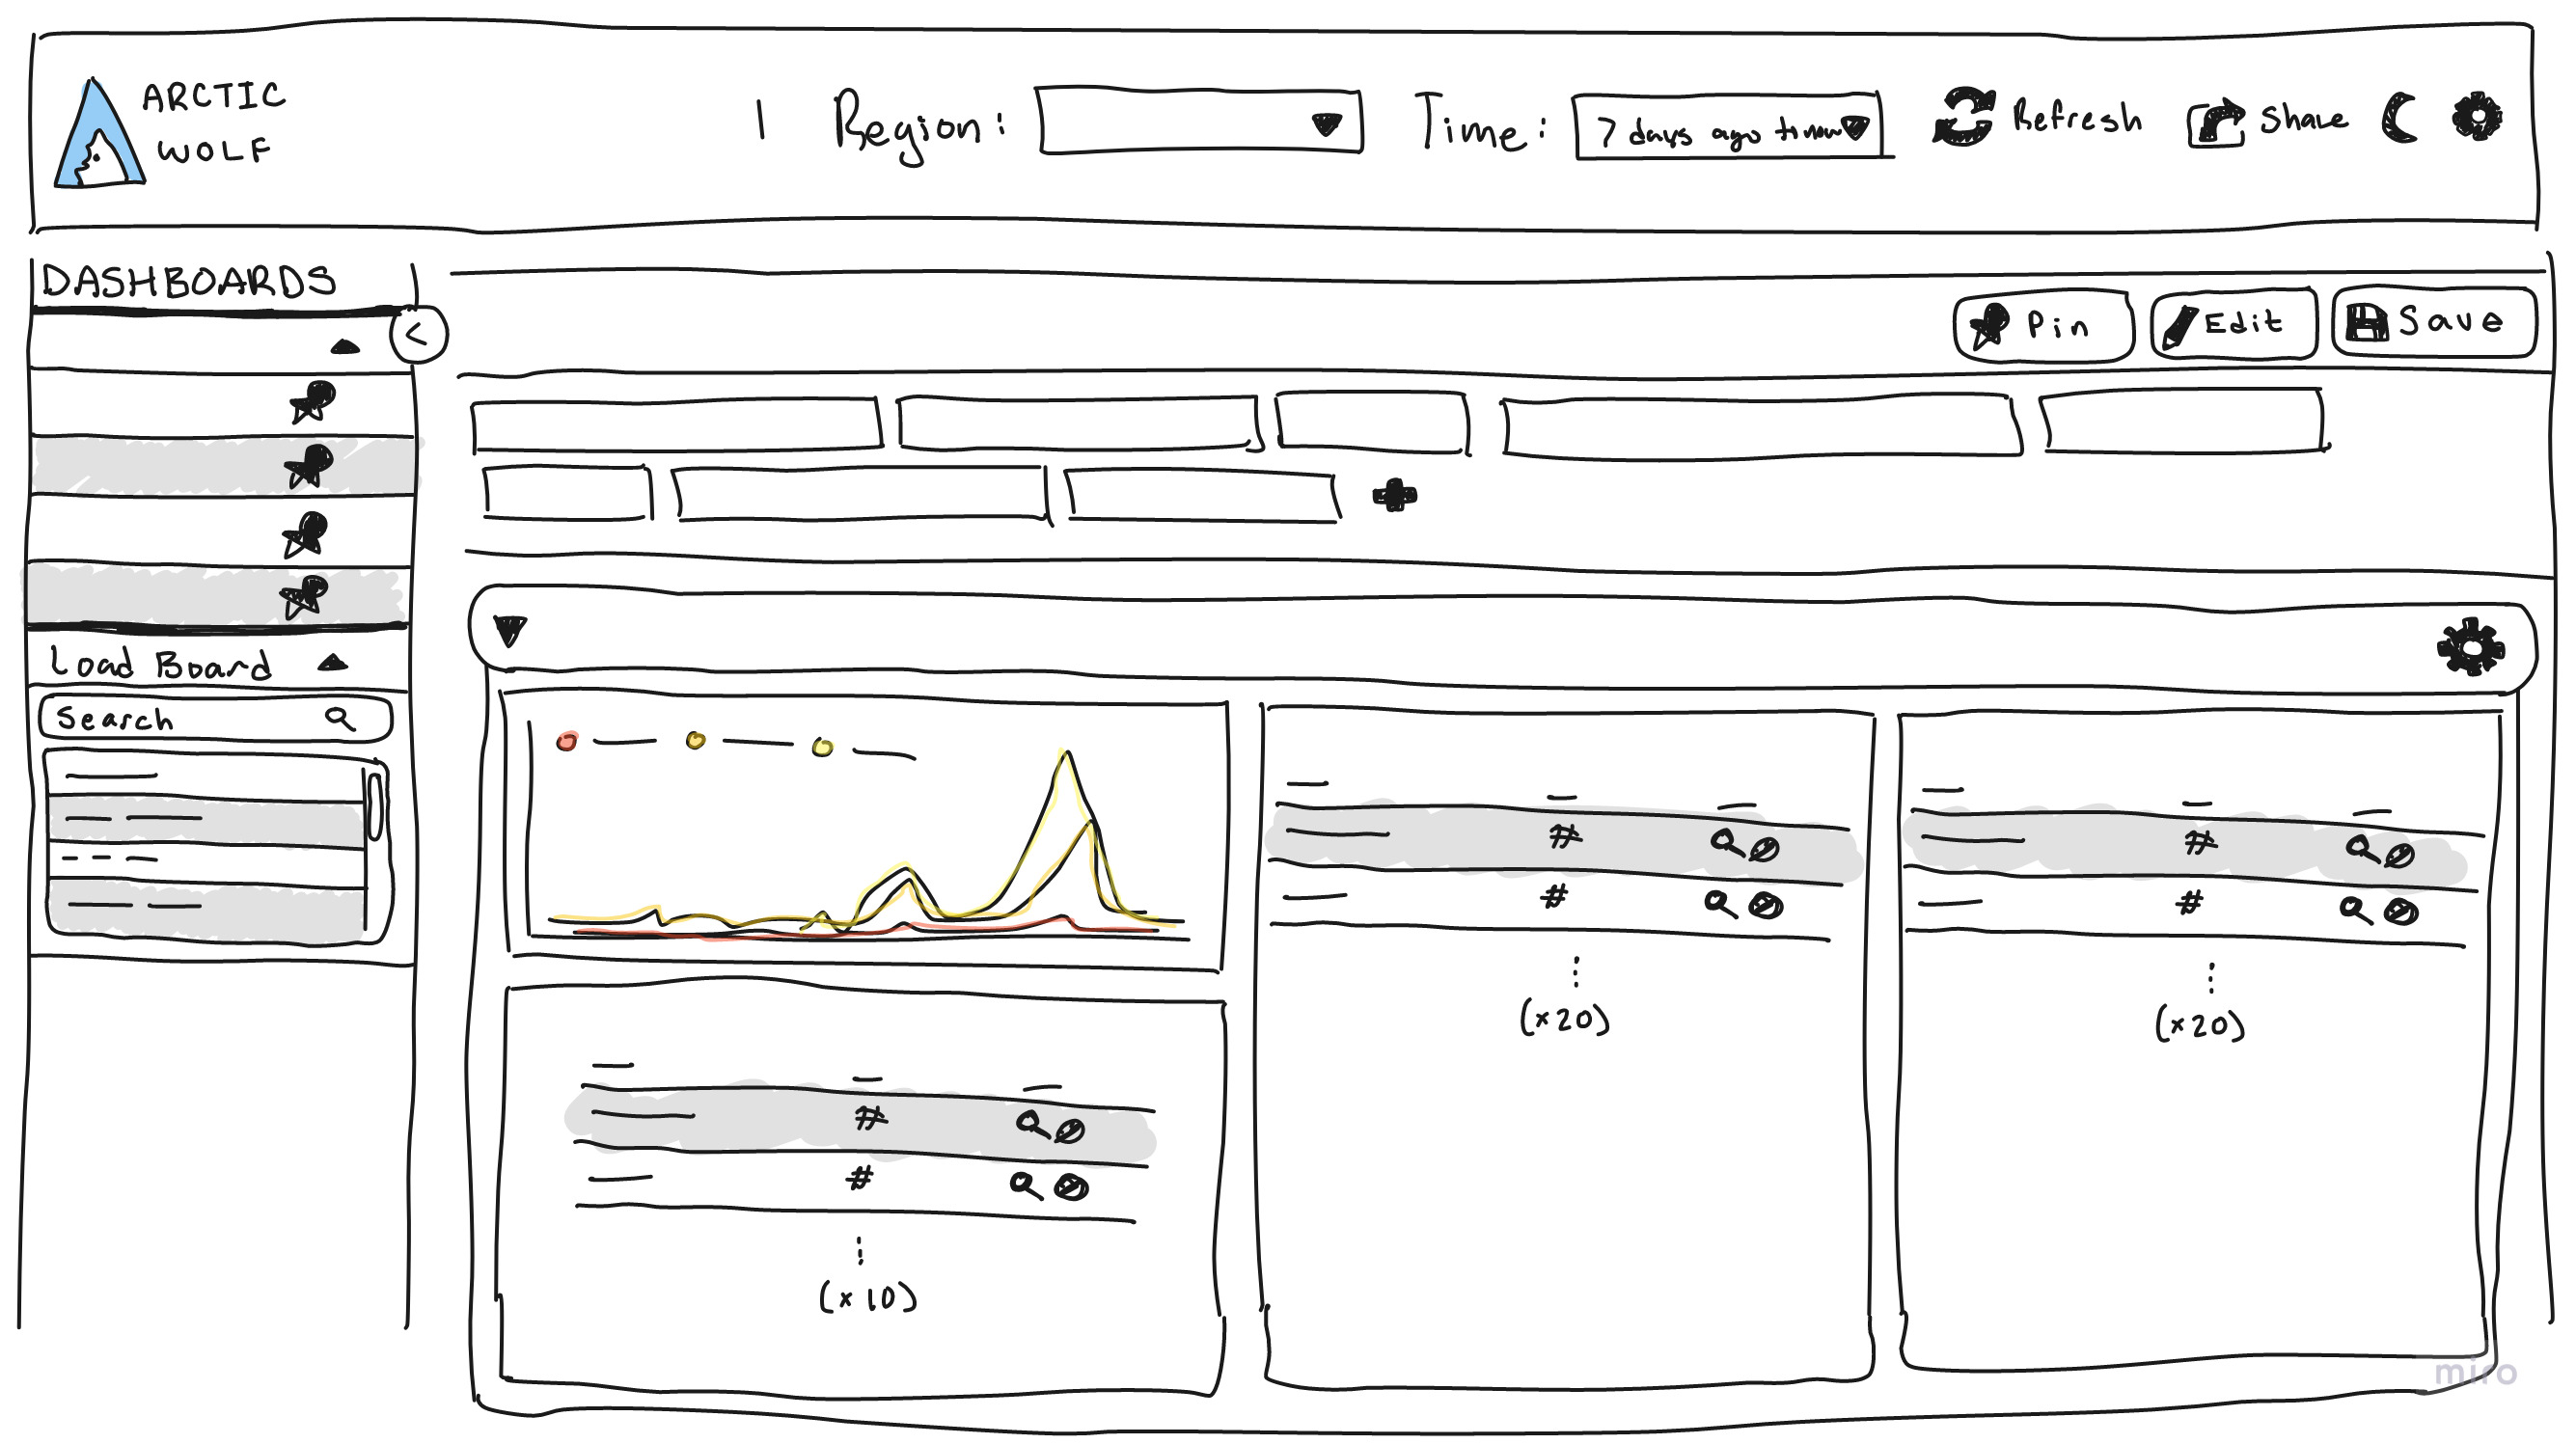 ARCTIC
WOLF
Region:
Time:
7 days ago to now
Refresh
Share
DASHBOARDS
Pin
Edit
Save
Load Board
Search
#
#
(x20)
#
#
(x20)
#
#
(x10)
miro